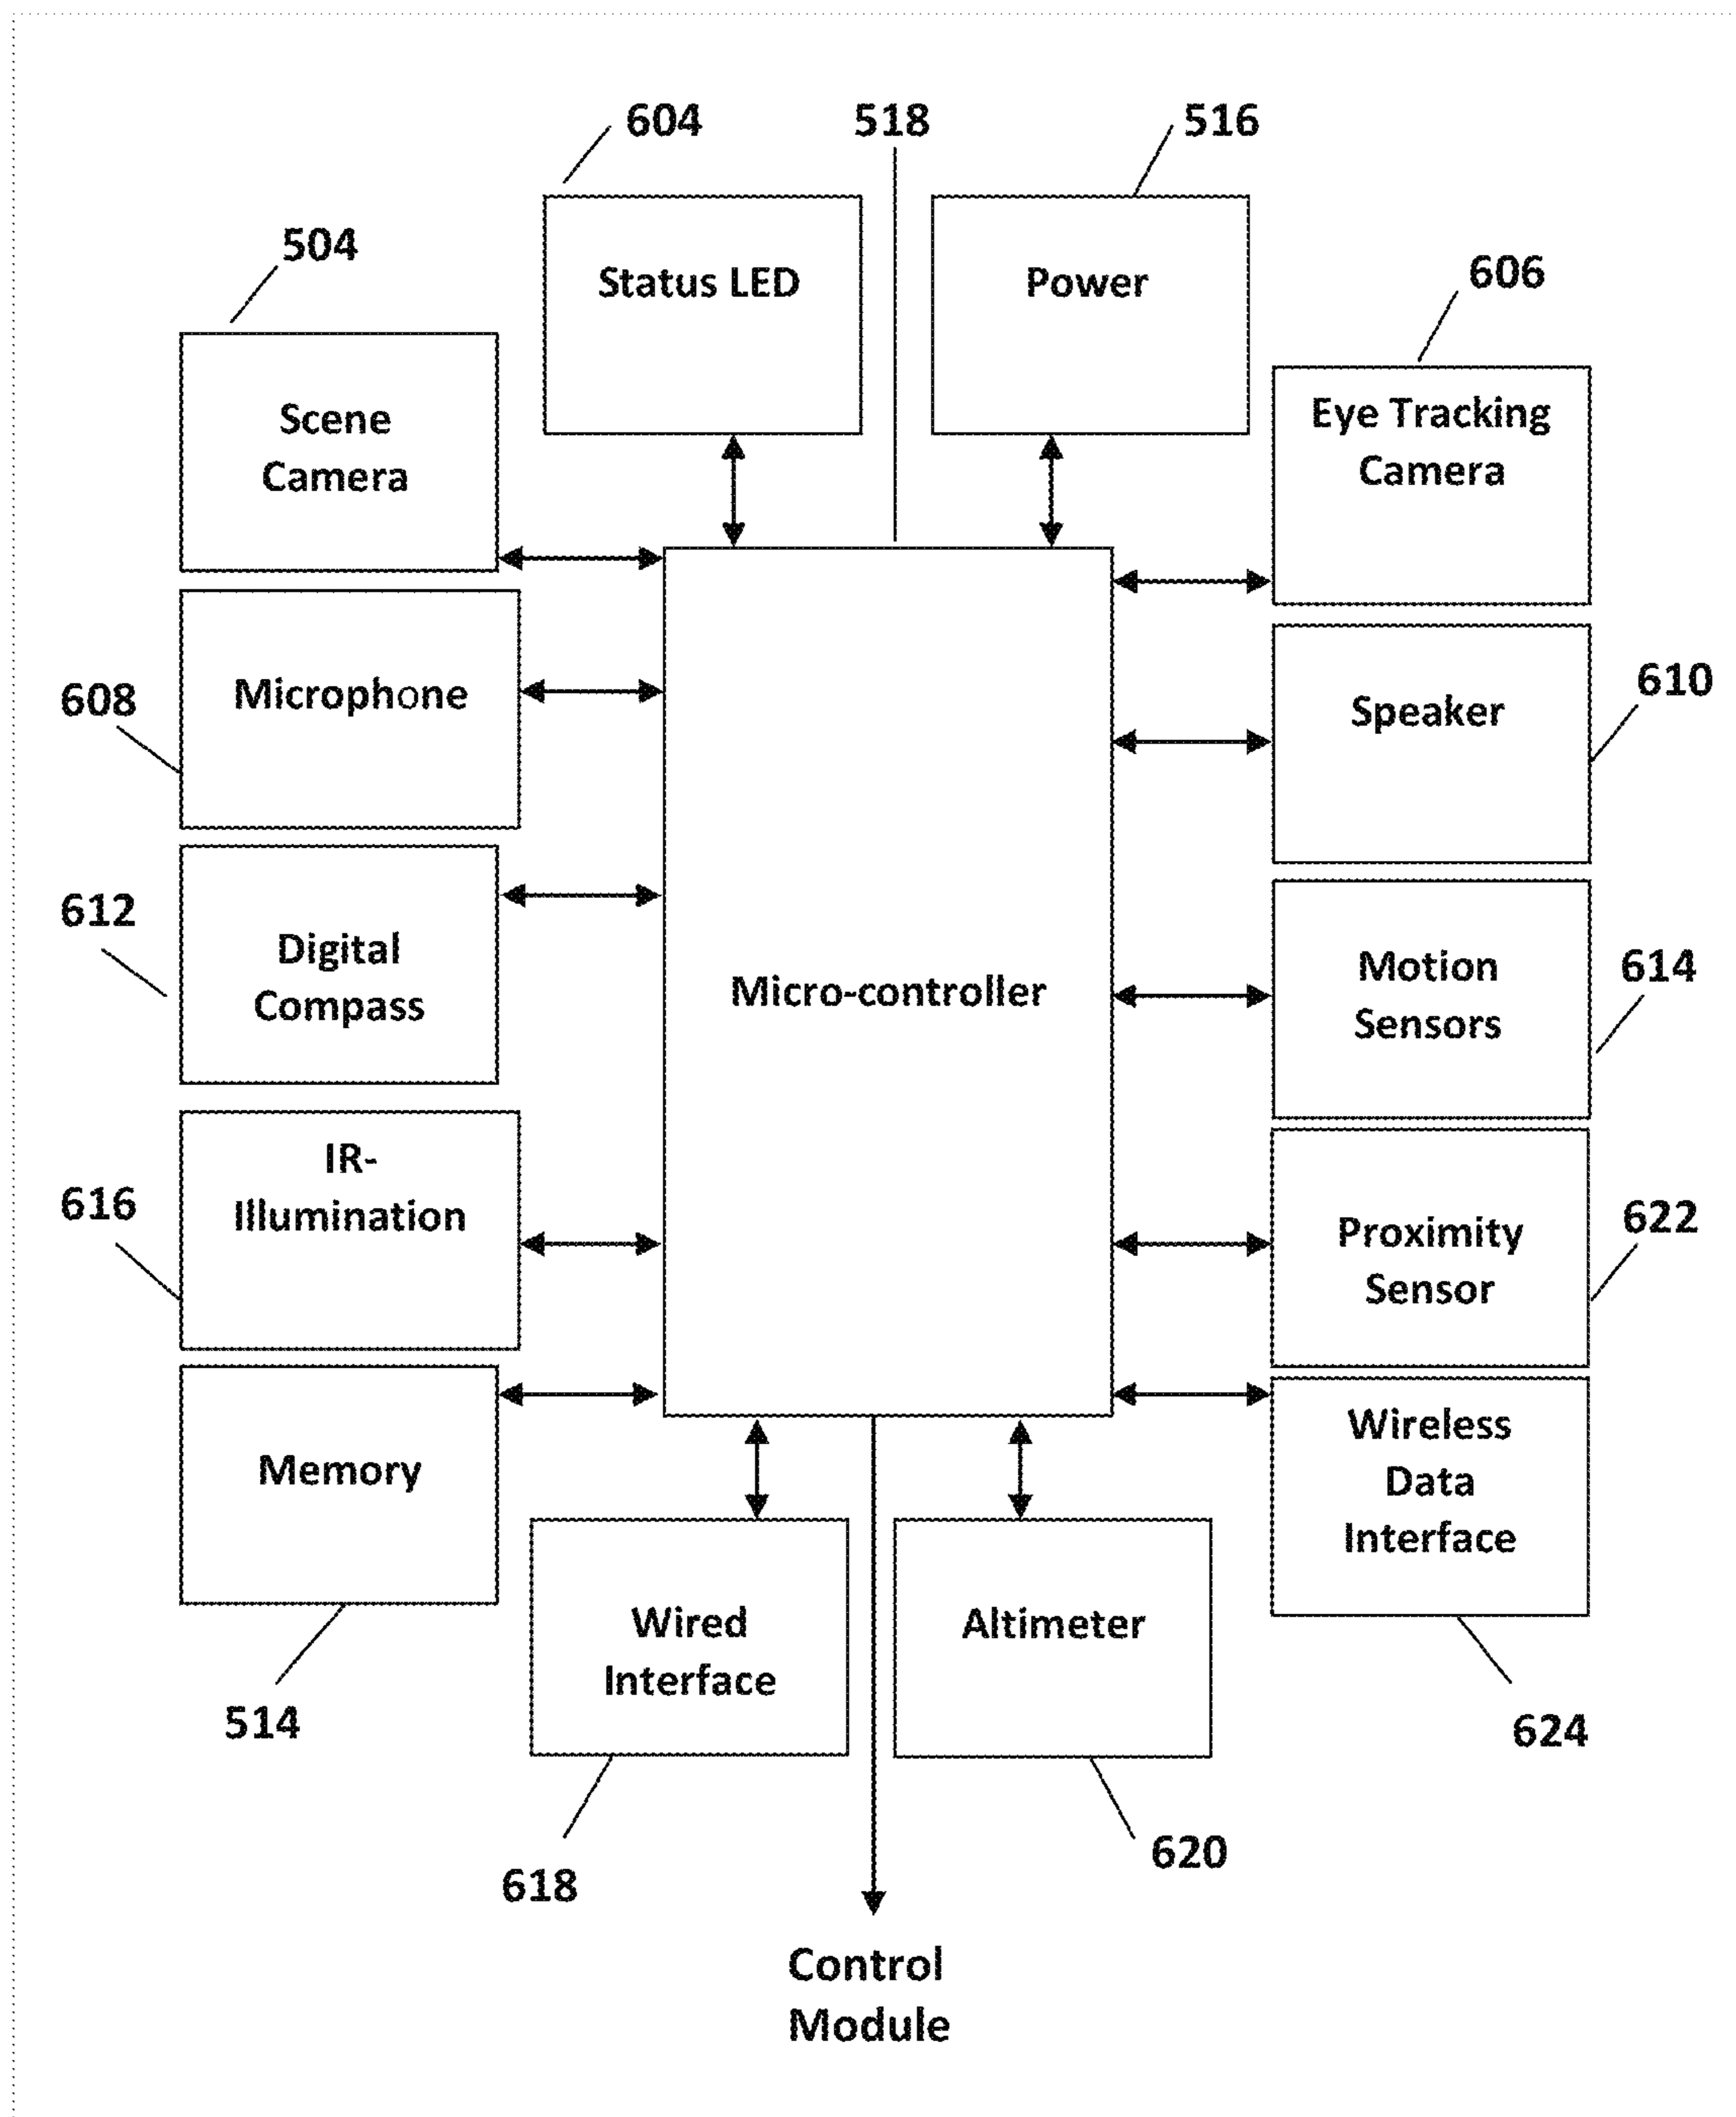 604
518
516
504
Status LED
Power
606
Scene
Camera
Eye Tracking
Camera
608
Microphone
Speaker
610
612
Digital
Compass
Micro-controller
Motion
Sensors
614
616
IR-
Illumination
Proximity
Sensor
622
Memory
Wireless
Data
Interface
Wired
Interface
Altimeter
514
624
618
620
Control
Module